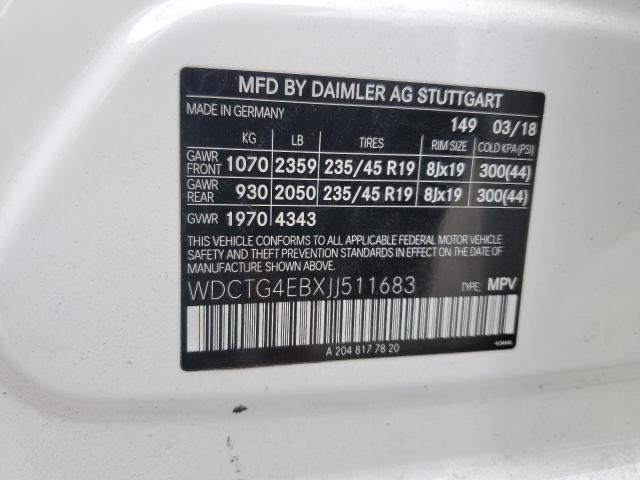 MFD BY DAIMLER AG STUTTGART
MADE IN GERMANY
149 03/18
KG LB TIRES RIM SIZE COLD KPA (PSI)
GAWR FRONT 1070 2359 235/45 R19 8Jx19 300(44)
GAWR REAR 930 2050 235/45 R19 8Jx19 300(44)
GVWR 1970 4343
THIS VEHICLE CONFORMS TO ALL APPLICABLE FEDERAL MOTOR VEHICLE
SAFETY AND THEFT PREVENTION STANDARDS IN EFFECT ON THE DATE
OF MANUFACTURE SHOWN ABOVE.
WDCTG4EBXJJ511683 TYPE: MPV
A 204 817 78 20